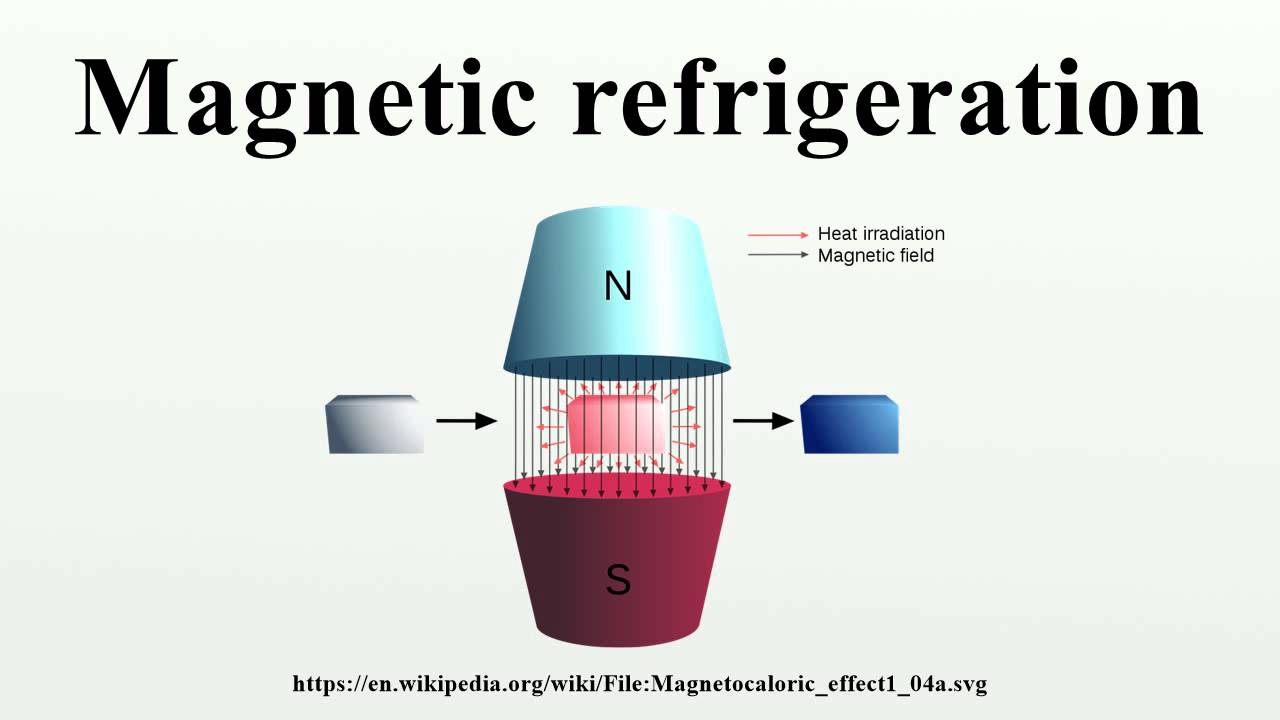 Magnetic refrigeration
Heat irradiation
Magnetic field
N
S
https://en.wikipedia.org/wiki/File:Magnetocaloric_effect1_04a.svg